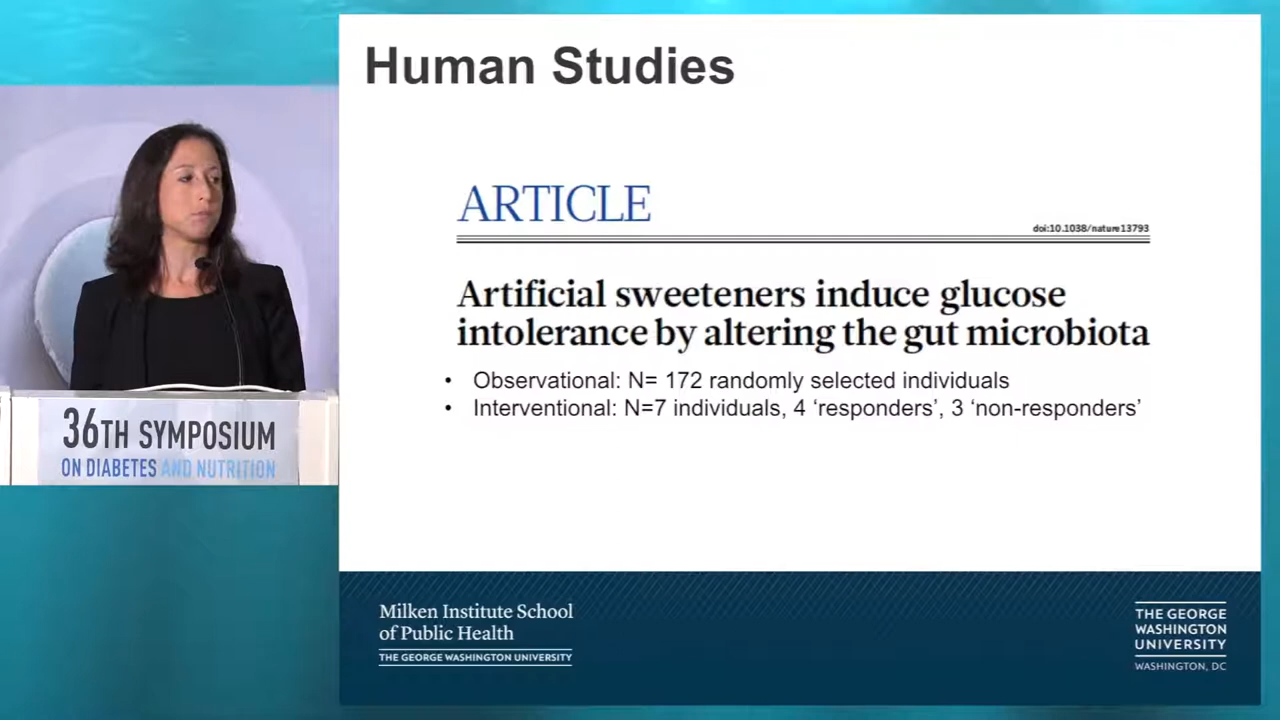 Human Studies
ARTICLE
doi:10.1038/nature13793
Artificial sweeteners induce glucose
intolerance by altering the gut microbiota
• Observational: N= 172 randomly selected individuals
• Interventional: N=7 individuals, 4 ‘responders’, 3 ‘non-responders’
36TH SYMPOSIUM
ON DIABETES AND NUTRITION
Milken Institute School
of Public Health
THE GEORGE WASHINGTON UNIVERSITY
THE GEORGE
WASHINGTON
UNIVERSITY
WASHINGTON, DC